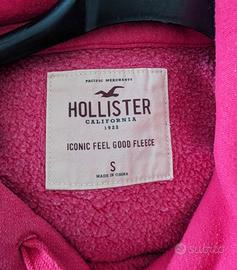 PACIFIC MERCHANTS
HOLLISTER
CALIFORNIA
1922
ICONIC FEEL GOOD FLEECE
S
MADE IN CHINA
subito